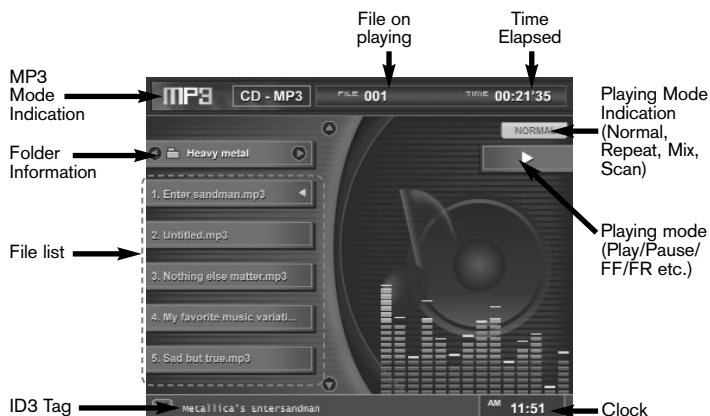 File on
playing
Time
Elapsed
MP3
Mode
Indication
MP3
CD - MP3
FILE 001
TIME 00:21'35
Playing Mode
Indication
(Normal,
Repeat, Mix,
Scan)
NORMAL
Folder
Information
Heavy metal
File list
1. Enter sandman.mp3
2. Untitled.mp3
3. Nothing else matter.mp3
4. My favorite music variati...
5. Sad but true.mp3
Playing mode
(Play/Pause/
FF/FR etc.)
ID3 Tag
Metallica's Entersandman
AM 11:51
Clock